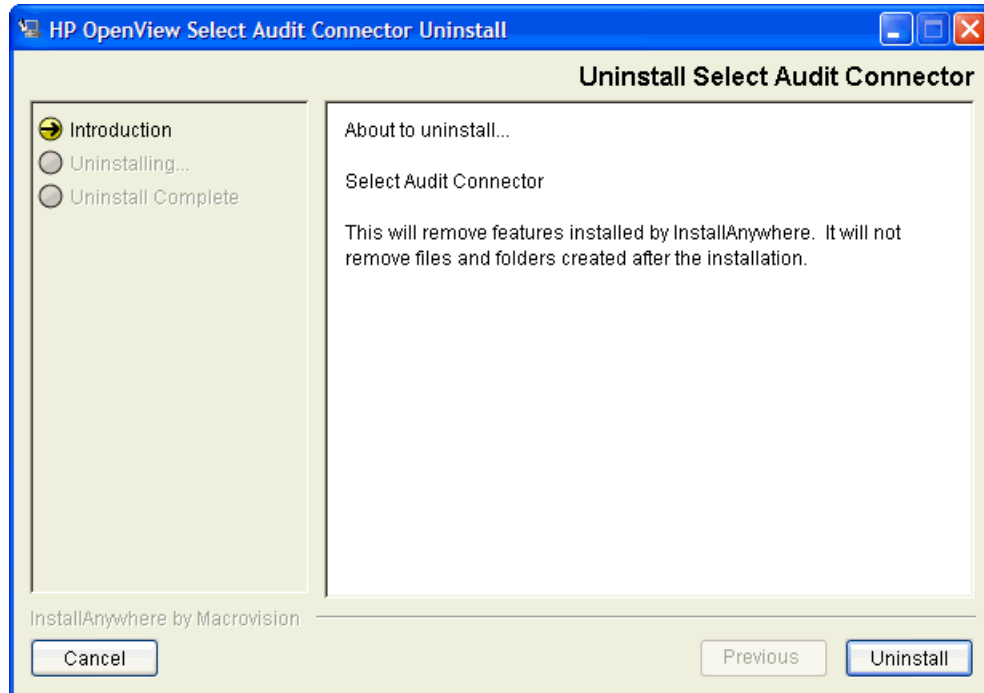 HP OpenView Select Audit Connector Uninstall
Uninstall Select Audit Connector
Introduction
Uninstalling...
Uninstall Complete
About to uninstall...
Select Audit Connector
This will remove features installed by InstallAnywhere.  It will not
remove files and folders created after the installation.
InstallAnywhere by Macrovision
Cancel
Previous
Uninstall